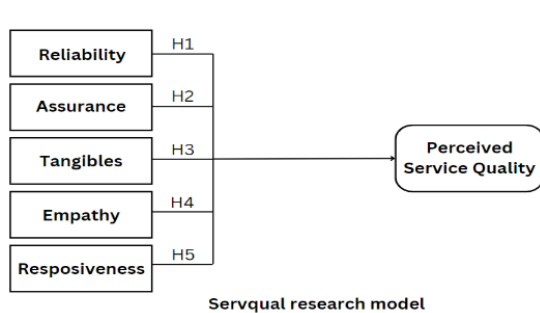 Reliability
H1
Assurance
H2
Tangibles
H3
Empathy
H4
Resposiveness
H5
Perceived
Service Quality
Servqual research model